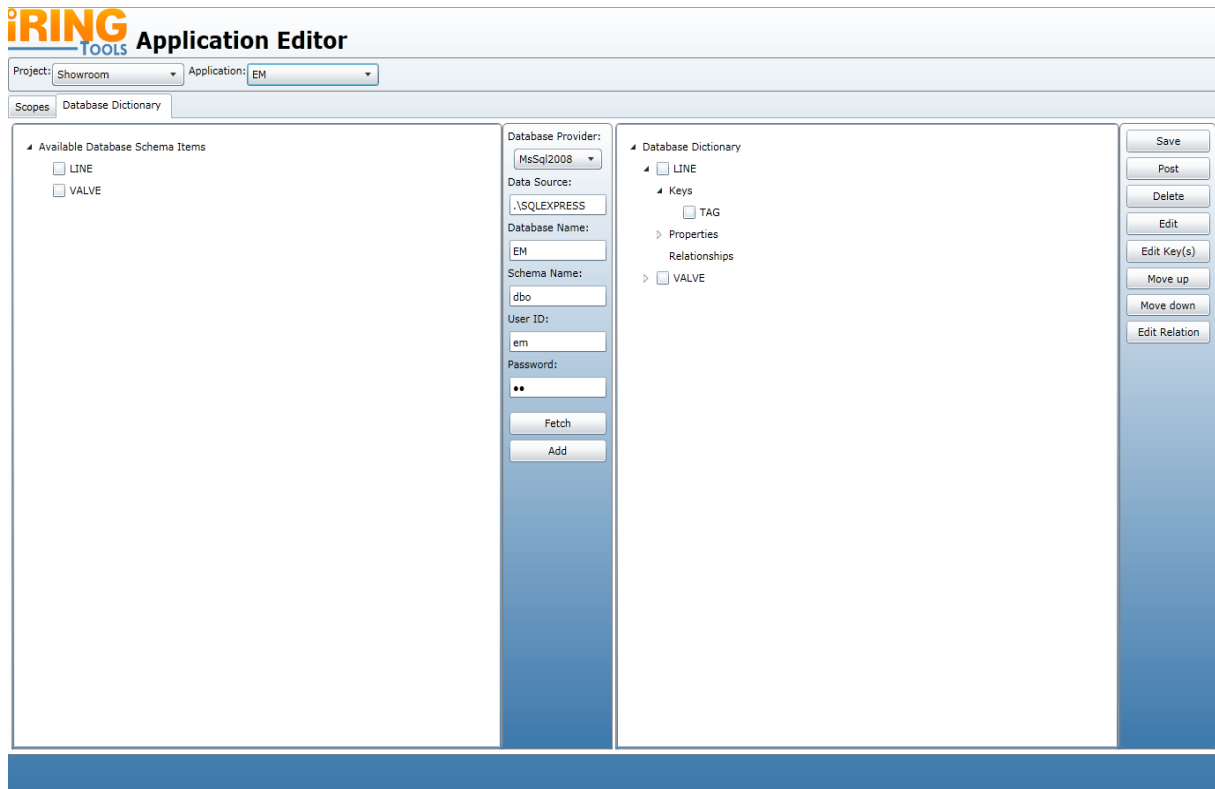 iRING
TOOLS Application Editor
Project: Showroom Application: EM
Scopes Database Dictionary
Available Database Schema Items
LINE
VALVE
Database Provider:
MsSql2008
Data Source:
.\SQLEXPRESS
Database Name:
EM
Schema Name:
dbo
User ID:
em
Password:
••
Fetch
Add
Database Dictionary
LINE
Keys
TAG
Properties
Relationships
VALVE
Save
Post
Delete
Edit
Edit Key(s)
Move up
Move down
Edit Relation